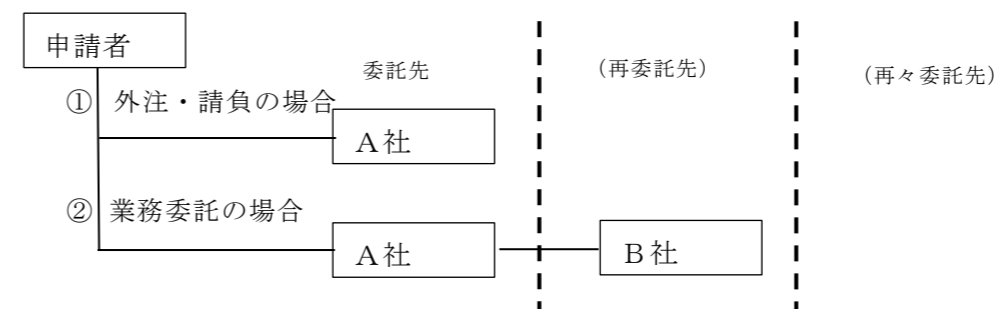 申請者
委託先
(再委託先)
(再々委託先)
① 外注・請負の場合
A社
② 業務委託の場合
A社
B社